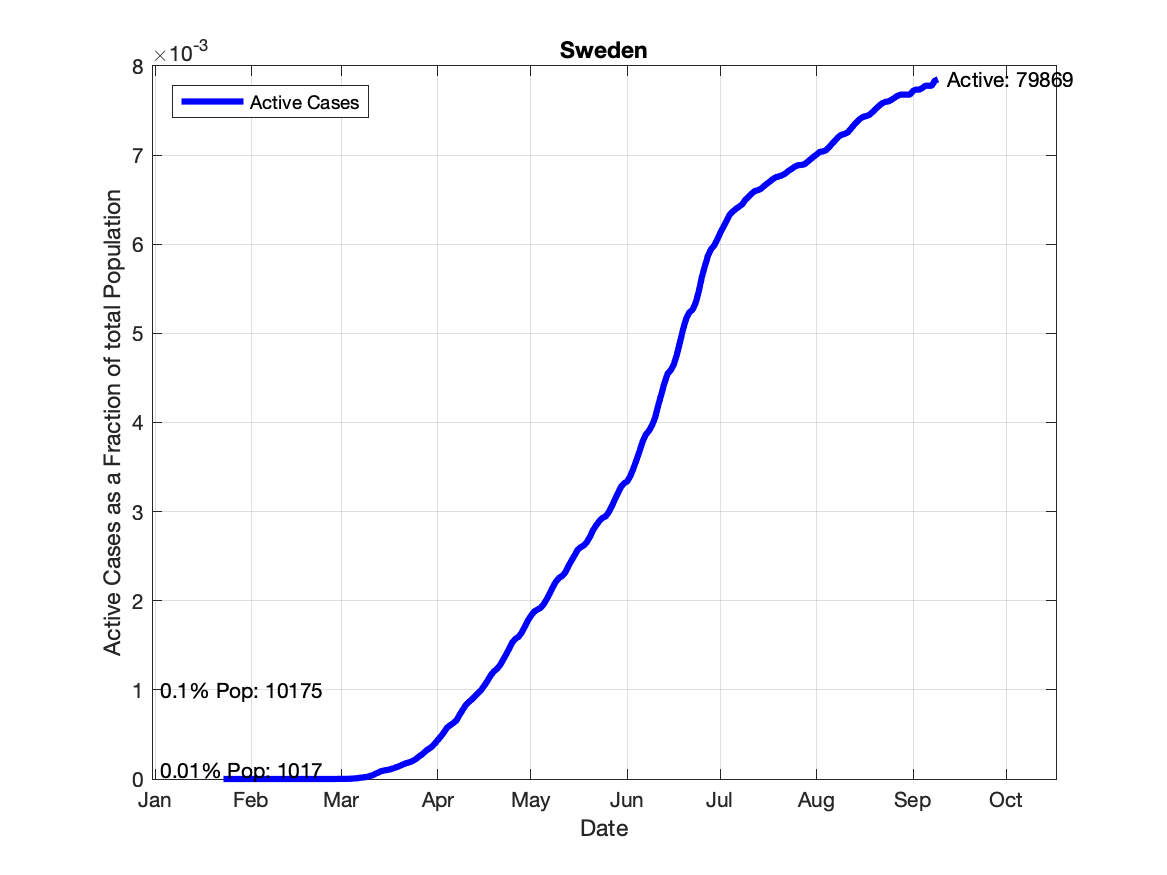 Sweden
×10-3
8
7
6
5
4
3
2
1
0
Active Cases as a Fraction of total Population
Active Cases
Active: 79869
0.1% Pop: 10175
0.01% Pop: 1017
Jan Feb Mar Apr May Jun Jul Aug Sep Oct
Date